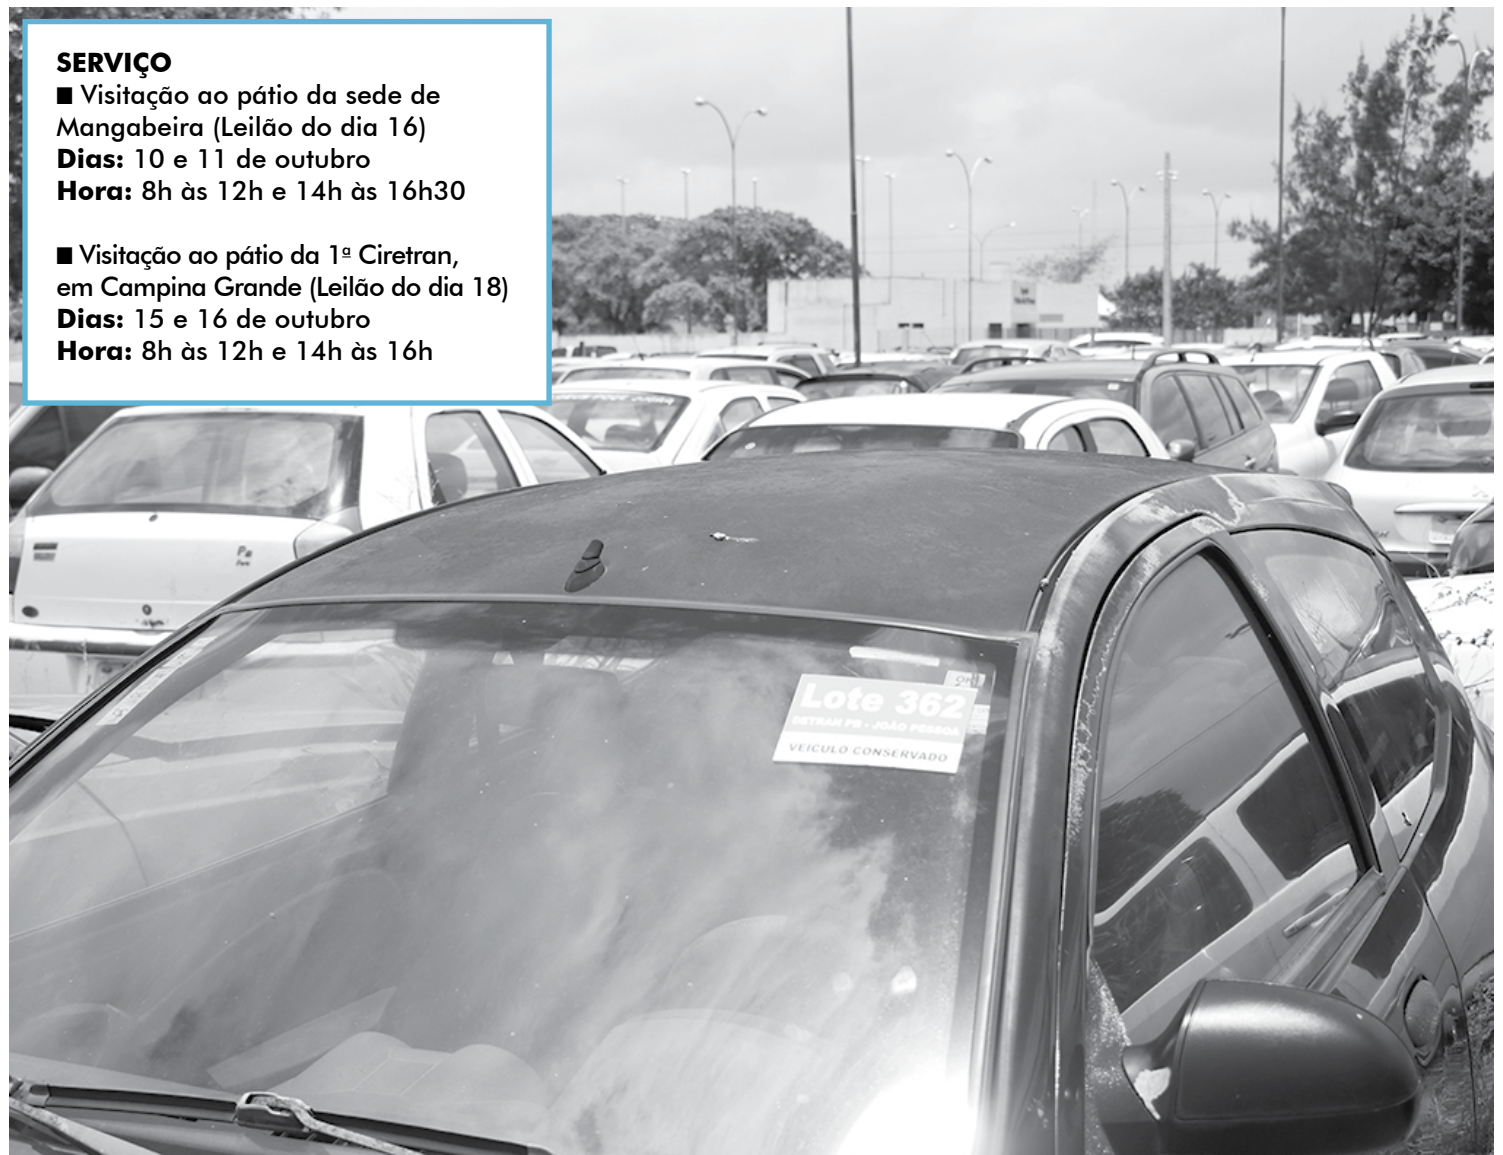 SERVIÇO
■ Visitação ao pátio da sede de
Mangabeira (Leilão do dia 16)
Dias: 10 e 11 de outubro
Hora: 8h às 12h e 14h às 16h30
■ Visitação ao pátio da 1ª Ciretran,
em Campina Grande (Leilão do dia 18)
Dias: 15 e 16 de outubro
Hora: 8h às 12h e 14h às 16h
Lote 362
DETRAN PB - JOÃO PESSOA
VEICULO CONSERVADO